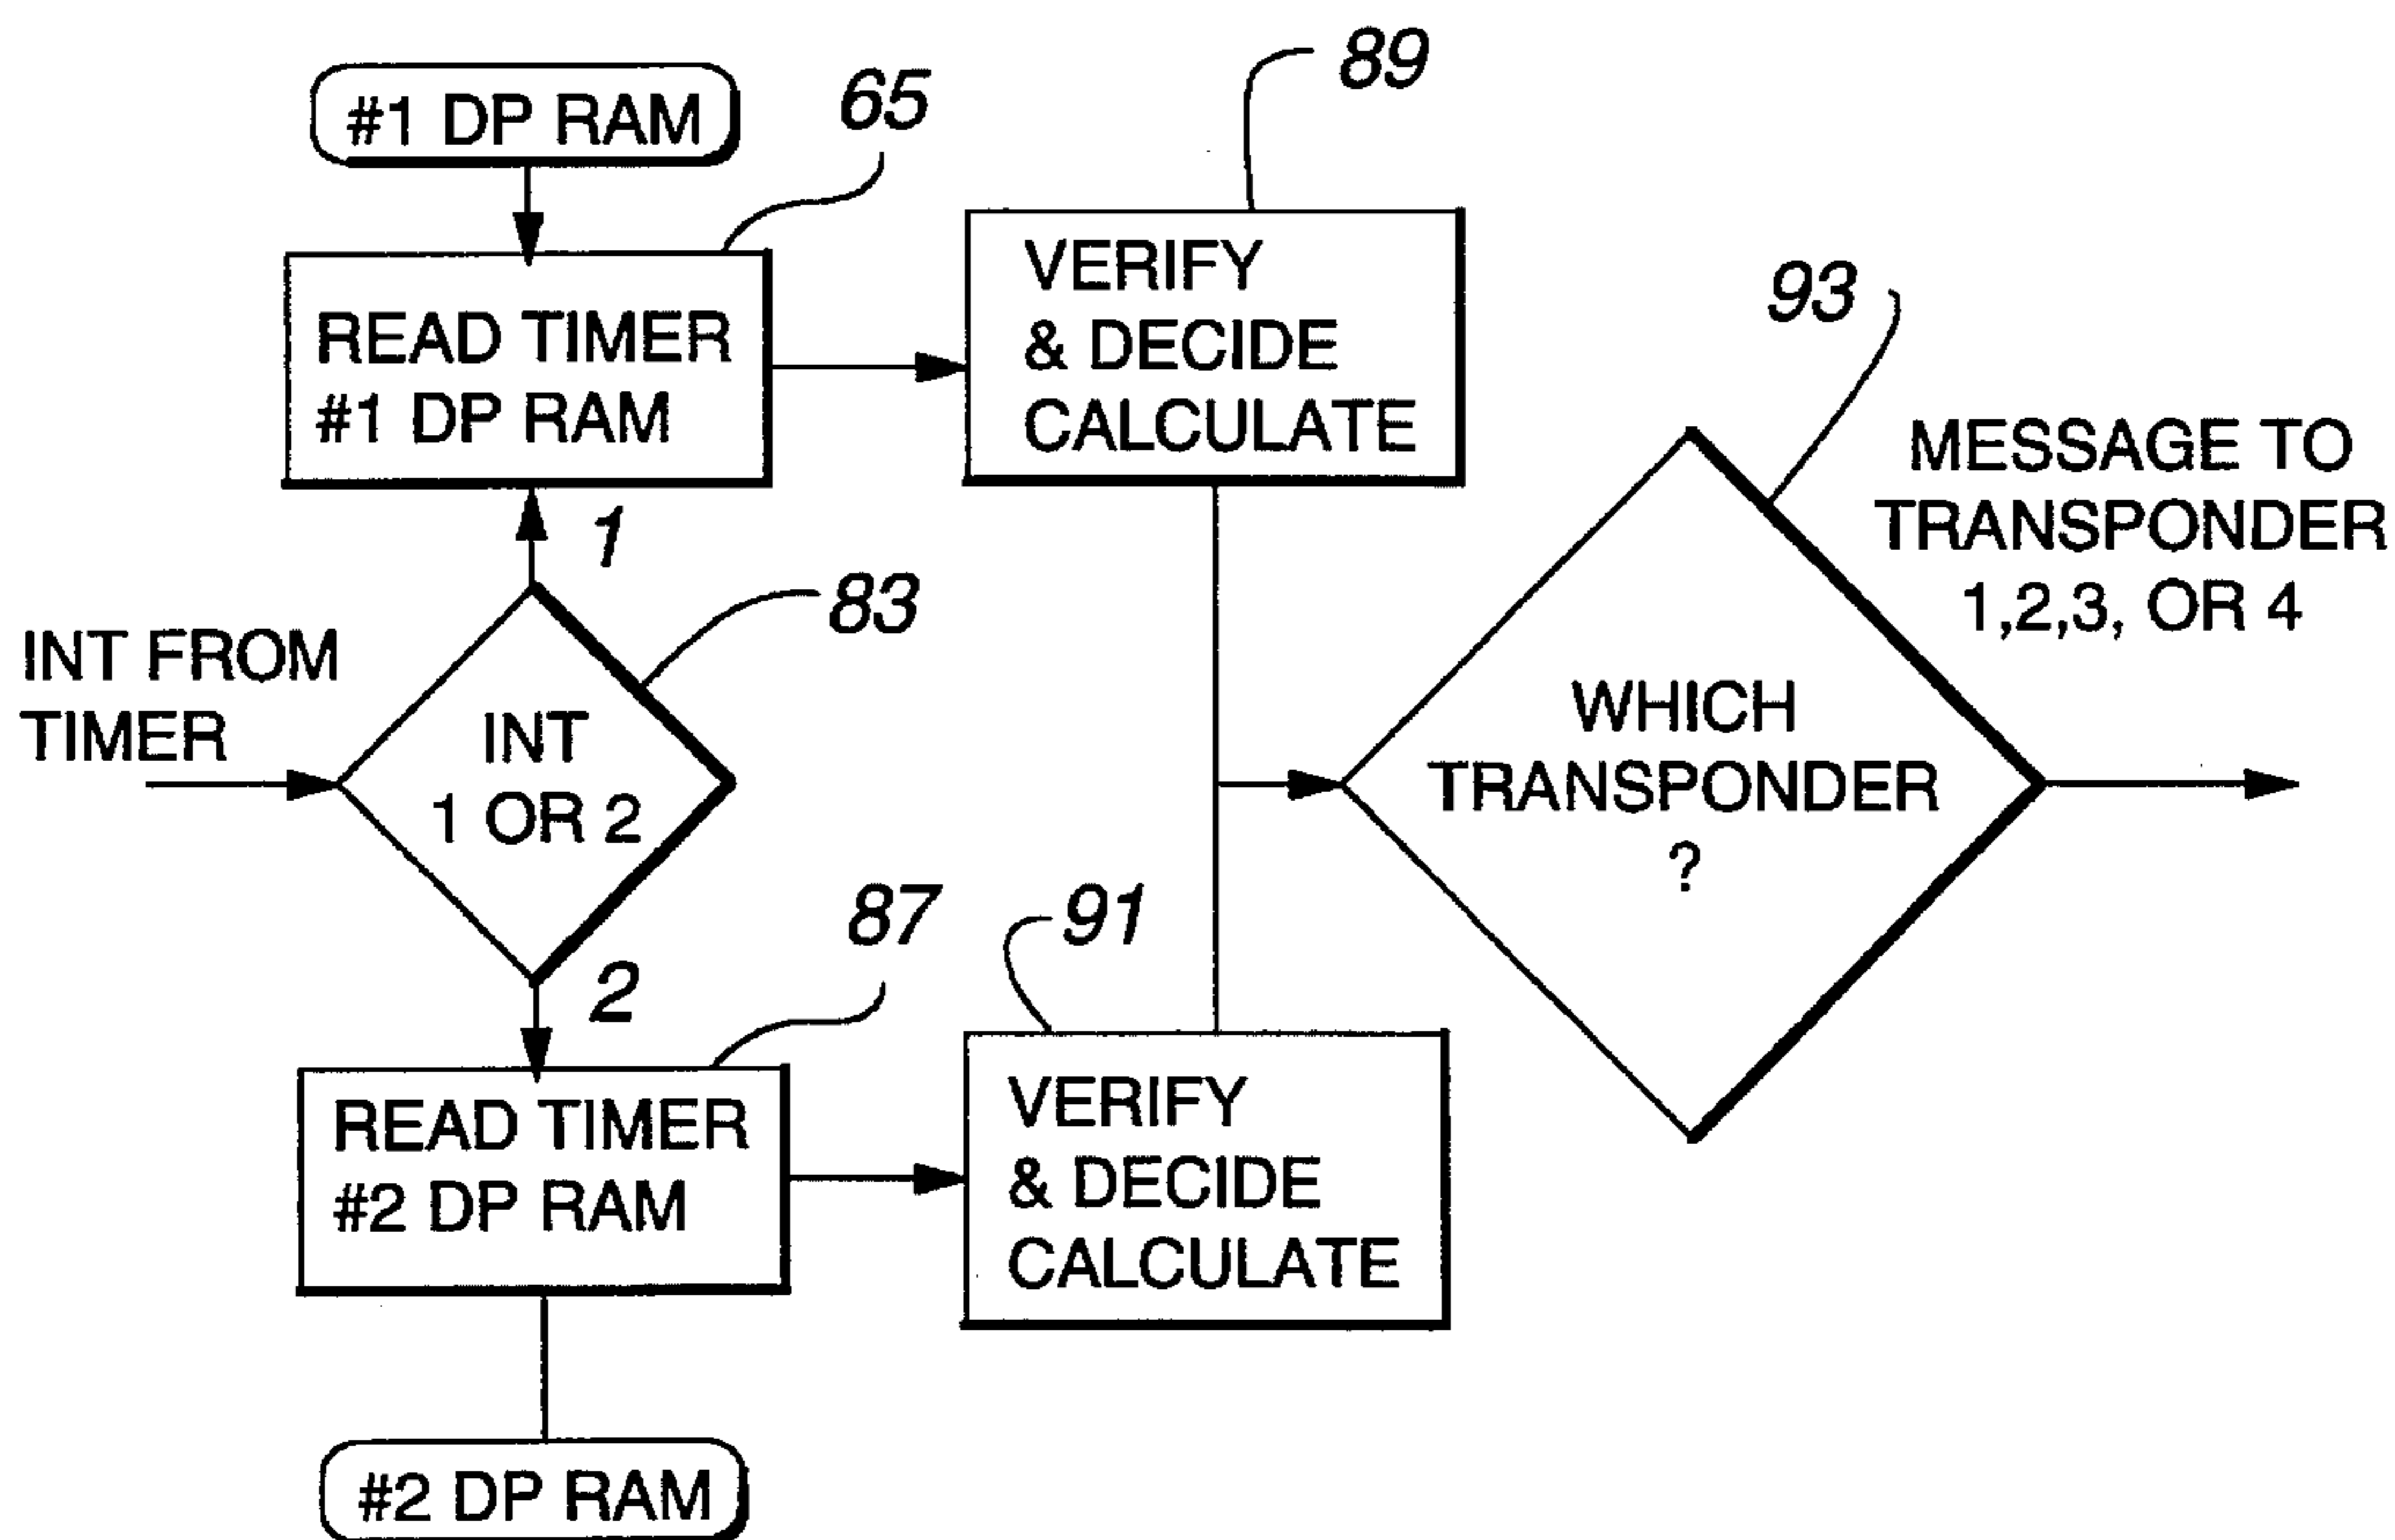 #1 DP RAM
65
89
READ TIMER
#1 DP RAM
VERIFY
& DECIDE
CALCULATE
93
MESSAGE TO
TRANSPONDER
1,2,3, OR 4
1
83
INT FROM
TIMER
INT
1 OR 2
WHICH
TRANSPONDER
?
2
87
91
READ TIMER
#2 DP RAM
VERIFY
& DECIDE
CALCULATE
#2 DP RAM